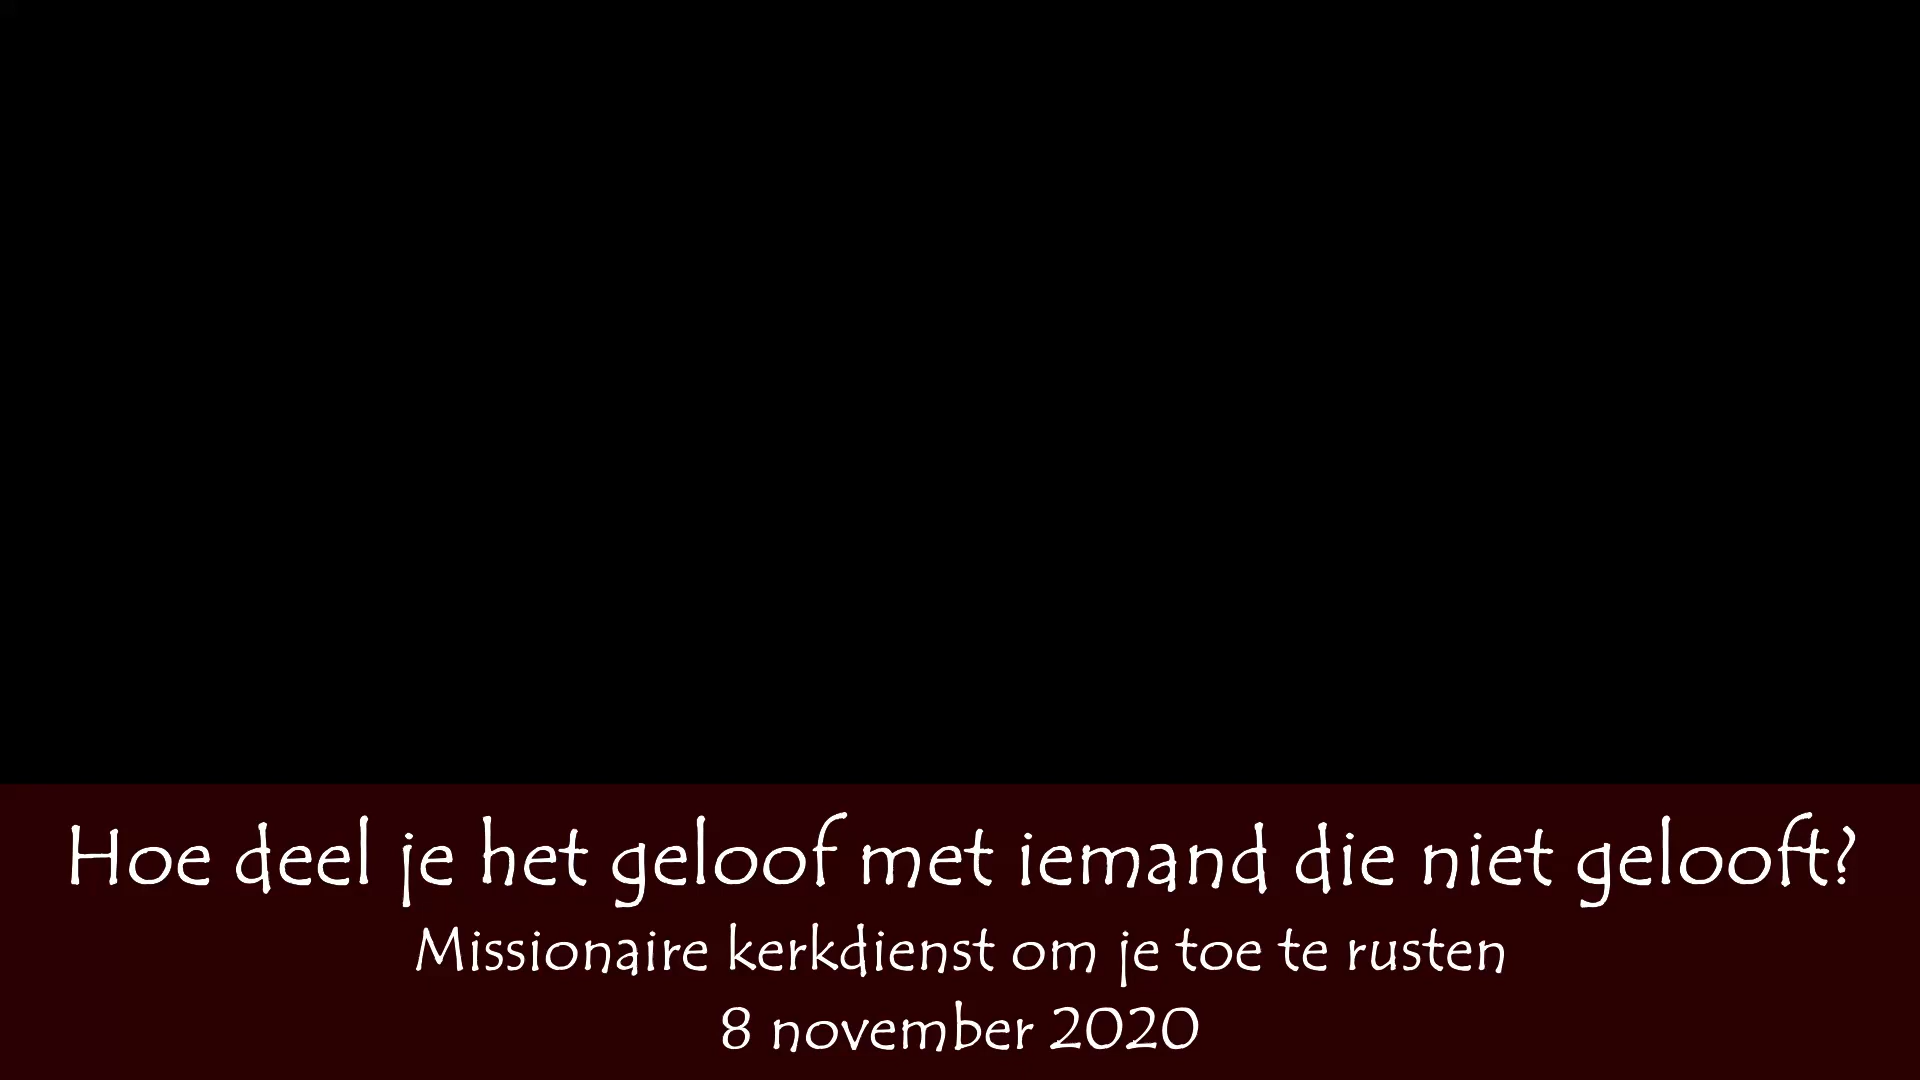 Hoe deel je het geloof met iemand die niet gelooft?
Missionaire kerkdienst om je toe te rusten
8 november 2020